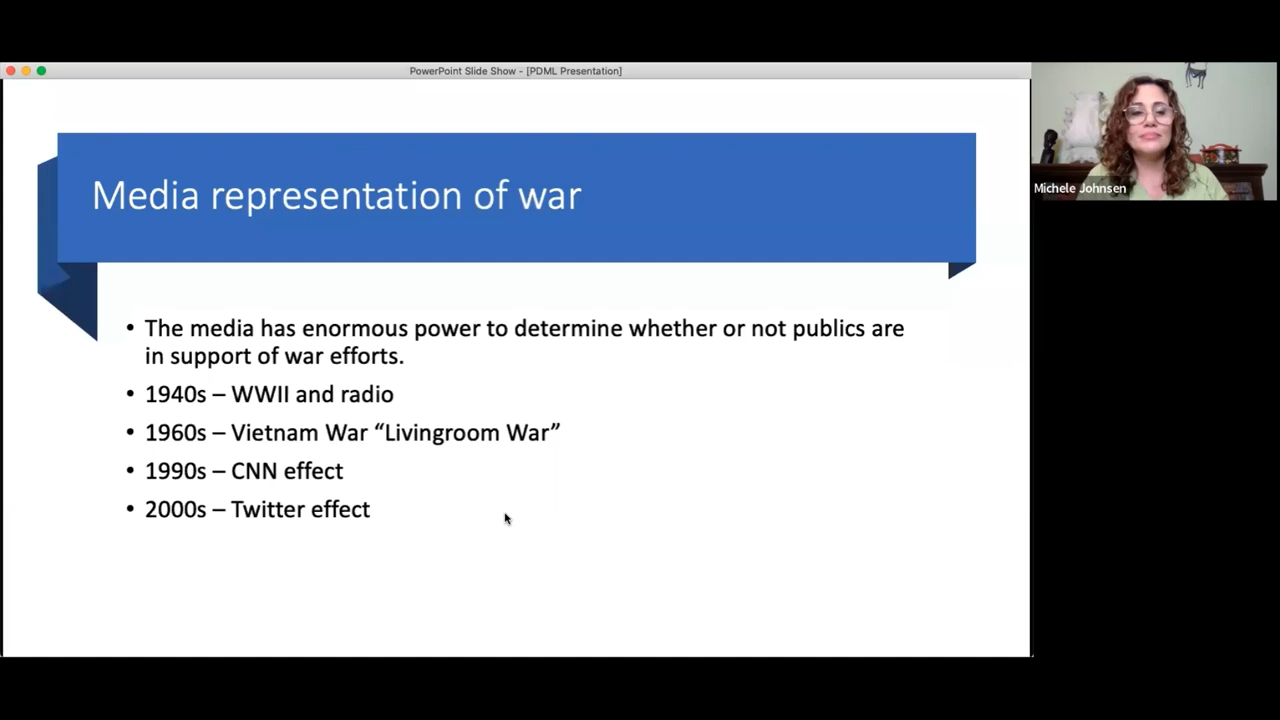 PowerPoint Slide Show - [PDML Presentation]
Media representation of war
• The media has enormous power to determine whether or not publics are
in support of war efforts.
• 1940s – WWII and radio
• 1960s – Vietnam War “Livingroom War”
• 1990s – CNN effect
• 2000s – Twitter effect
Michele Johnsen